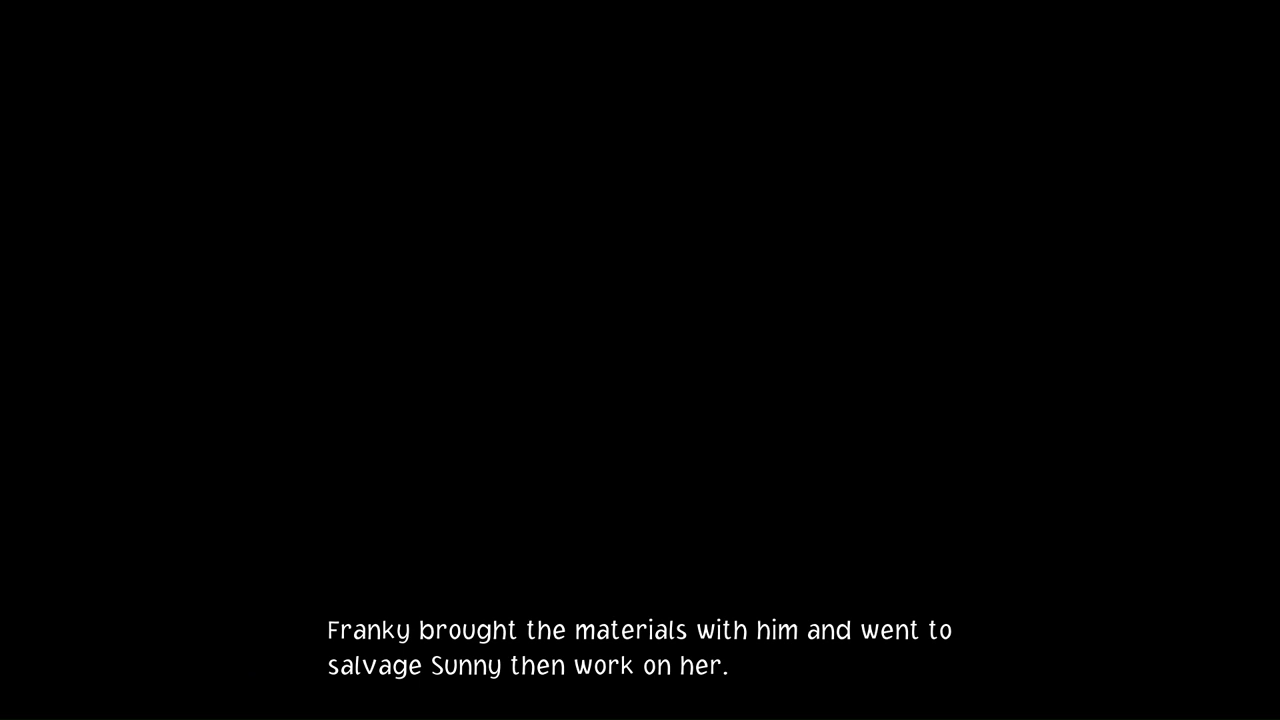 Franky brought the materials with him and went to
salvage Sunny then work on her.